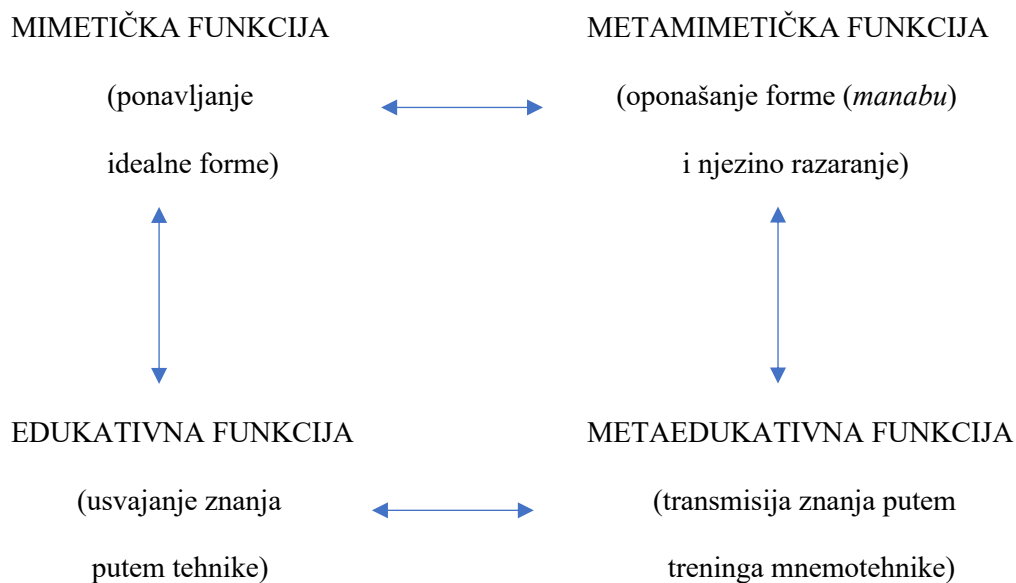 MIMETIČKA FUNKCIJA
(ponavljanje
idealne forme)
METAMIMETIČKA FUNKCIJA
(oponašanje forme (manabu)
i njezino razaranje)
EDUKATIVNA FUNKCIJA
(usvajanje znanja
putem tehnike)
METAEDUKATIVNA FUNKCIJA
(transmisija znanja putem
treninga mnemotehnike)